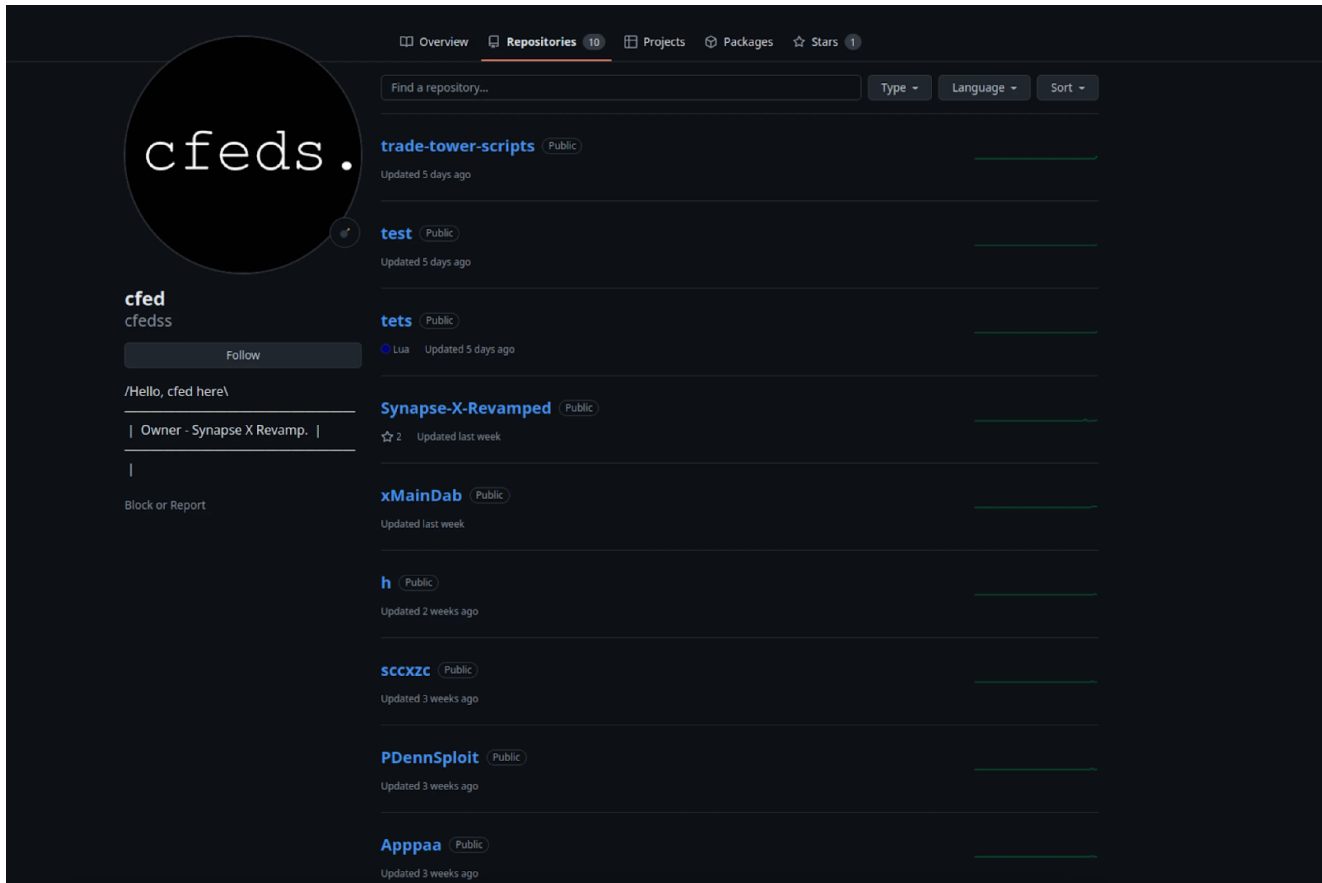 Overview Repositories 10 Projects Packages Stars 1
Find a repository... Type Language Sort
cfeds.
cfed
cfedss
Follow
/Hello, cfed here\
| Owner - Synapse X Revamp. |
|
Block or Report
trade-tower-scripts Public
Updated 5 days ago
test Public
Updated 5 days ago
tets Public
Lua Updated 5 days ago
Synapse-X-Revamped Public
2 Updated last week
xMainDab Public
Updated last week
h Public
Updated 2 weeks ago
sccxzc Public
Updated 3 weeks ago
PDennSploit Public
Updated 3 weeks ago
Apppaa Public
Updated 3 weeks ago